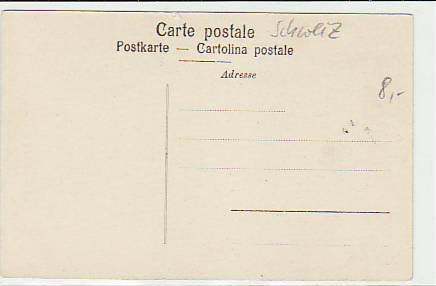 Carte postale Schweiz
Postkarte — Cartolina postale
Adresse
8,-